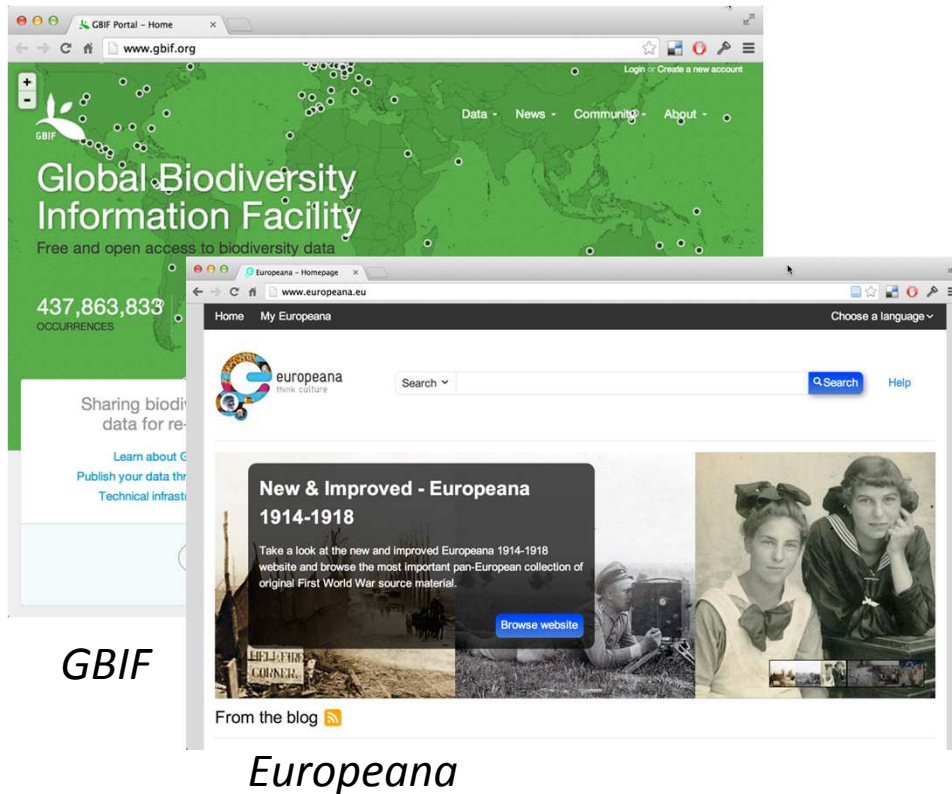 GBIF Portal – Home
www.gbif.org
Login or Create a new account
GBIF
Data
News
Community
About
Global Biodiversity
Information Facility
Free and open access to biodiversity data
437,863,833
OCCURRENCES
Sharing
data for
Learn about
Publish your data
Technical
Europeana – Homepage
www.europeana.eu
Home My Europeana Choose a language
europeana
think culture
Search
Search
Help
New & Improved - Europeana
1914-1918
Take a look at the new and improved Europeana 1914-1918
website and browse the most important pan-European collection of
original First World War source material.
Browse website
HELL FIRE
CORNER.
From the blog
GBIF
Europeana